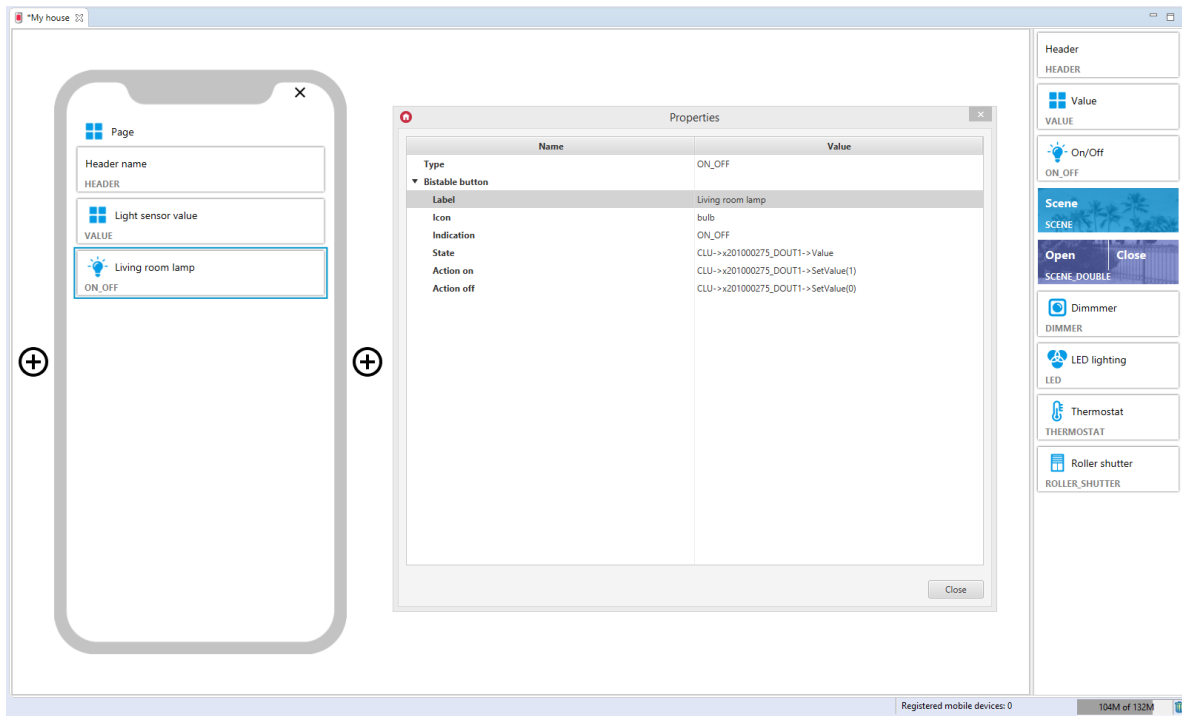 *My house
Page
Header name
HEADER
Light sensor value
VALUE
Living room lamp
ON_OFF
Properties
Name Value
Type ON_OFF
Bistable button
Label Living room lamp
Icon bulb
Indication ON_OFF
State CLU->x201000275_DOUT1->Value
Action on CLU->x201000275_DOUT1->SetValue(1)
Action off CLU->x201000275_DOUT1->SetValue(0)
Close
Header
HEADER
Value
VALUE
On/Off
ON_OFF
Scene
SCENE
Open Close
SCENE_DOUBLE
Dimmmer
DIMMER
LED lighting
LED
Thermostat
THERMOSTAT
Roller shutter
ROLLER_SHUTTER
Registered mobile devices: 0 104M of 132M